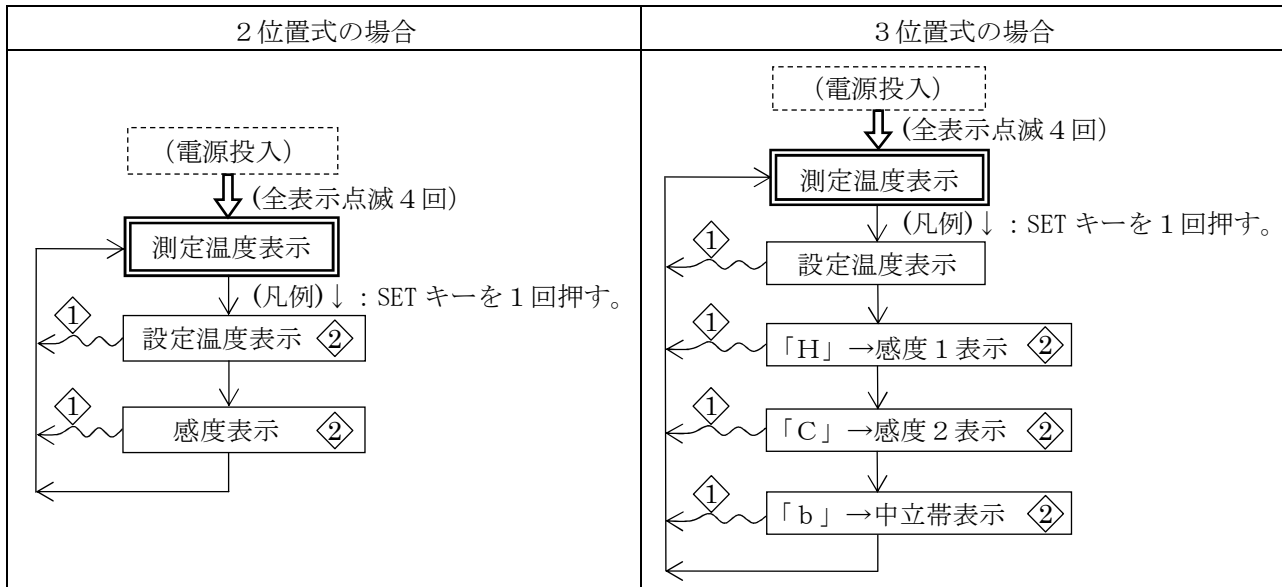 ２位置式の場合
（電源投入）
(全表示点滅４回)
測定温度表示
(凡例)↓：SET キーを１回押す。
1
設定温度表示 2
1
感度表示 2
３位置式の場合
（電源投入）
(全表示点滅４回)
測定温度表示
(凡例)↓：SET キーを１回押す。
1
設定温度表示
1
「Ｈ」→感度１表示 2
1
「Ｃ」→感度２表示 2
1
「ｂ」→中立帯表示 2